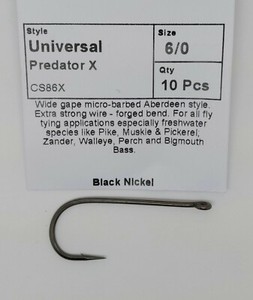 Style
Size
Universal
6/0
Predator X
Qty
CS86X
10 Pcs
Wide gape micro-barbed Aberdeen style.
Extra strong wire - forged bend. For all fly
tying applications especially freshwater
species like Pike, Muskie & Pickerel,
Zander, Walleye, Perch and Bigmouth
Bass.
Black Nickel